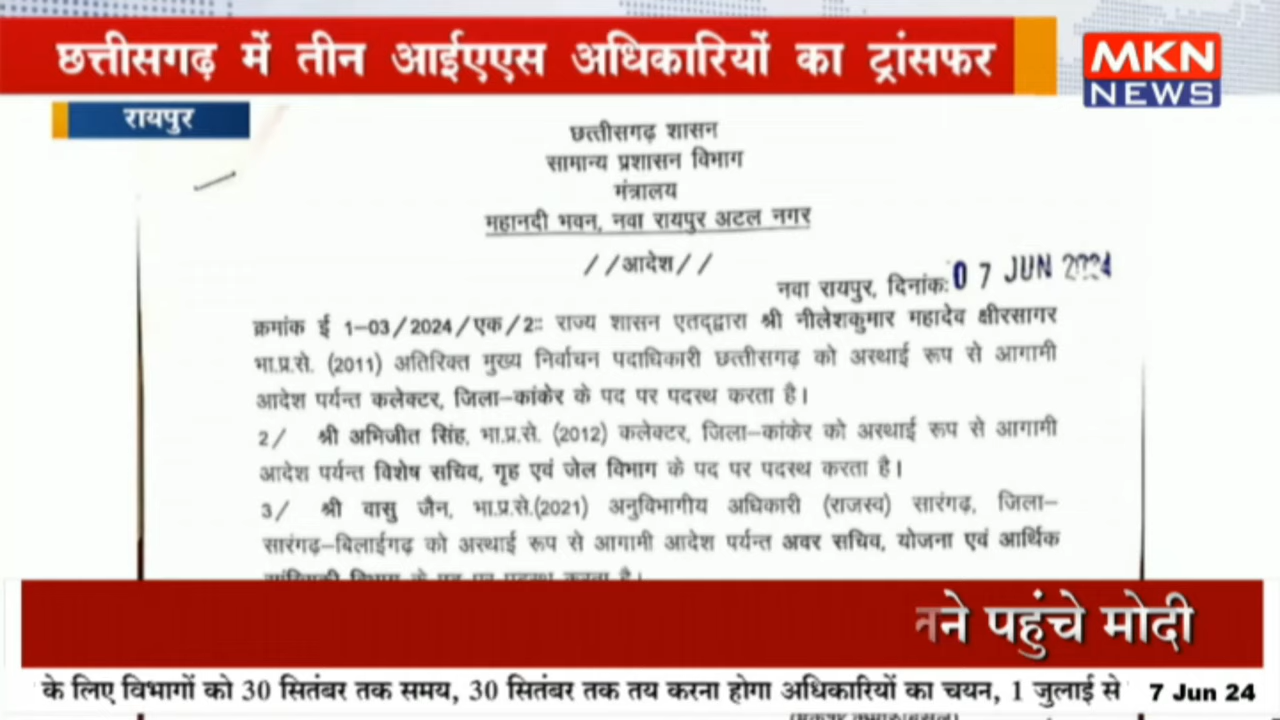 छत्तीसगढ़ में तीन आईएएस अधिकारियों का ट्रांसफर
MKN
NEWS
रायपुर
छत्तीसगढ़ शासन
सामान्य प्रशासन विभाग
मंत्रालय
महानदी भवन, नवा रायपुर अटल नगर
//आदेश//
नवा रायपुर, दिनांकः 07 JUN 2024
क्रमांक ई 1-03/2024/एक/2ः: राज्य शासन एतद्द्वारा श्री नीलेशकुमार महादेव क्षीरसागर
भा.प्र.से. (2011) अतिरिक्त मुख्य निर्वाचन पदाधिकारी छत्तीसगढ़ को अस्थाई रूप से आगामी
आदेश पर्यन्त कलेक्टर, जिला-कांकेर के पद पर पदस्थ करता है।
2/ श्री अभिजीत सिंह, भा.प्र.से. (2012) कलेक्टर, जिला-कांकेर को अस्थाई रूप से आगामी
आदेश पर्यन्त विशेष सचिव, गृह एवं जेल विभाग के पद पर पदस्थ करता है।
3/ श्री वासु जैन, भा.प्र.से.(2021) अनुविभागीय अधिकारी (राजस्व) सारंगढ़, जिला-
सारंगढ़-बिलाईगढ़ को अस्थाई रूप से आगामी आदेश पर्यन्त अवर सचिव, योजना एवं आर्थिक
के पद पर पदस्थ करता है।
नने पहुंचे मोदी
के लिए विभागों को 30 सितंबर तक समय, 30 सितंबर तक तय करना होगा अधिकारियों का चयन, 1 जुलाई से
7 Jun 24